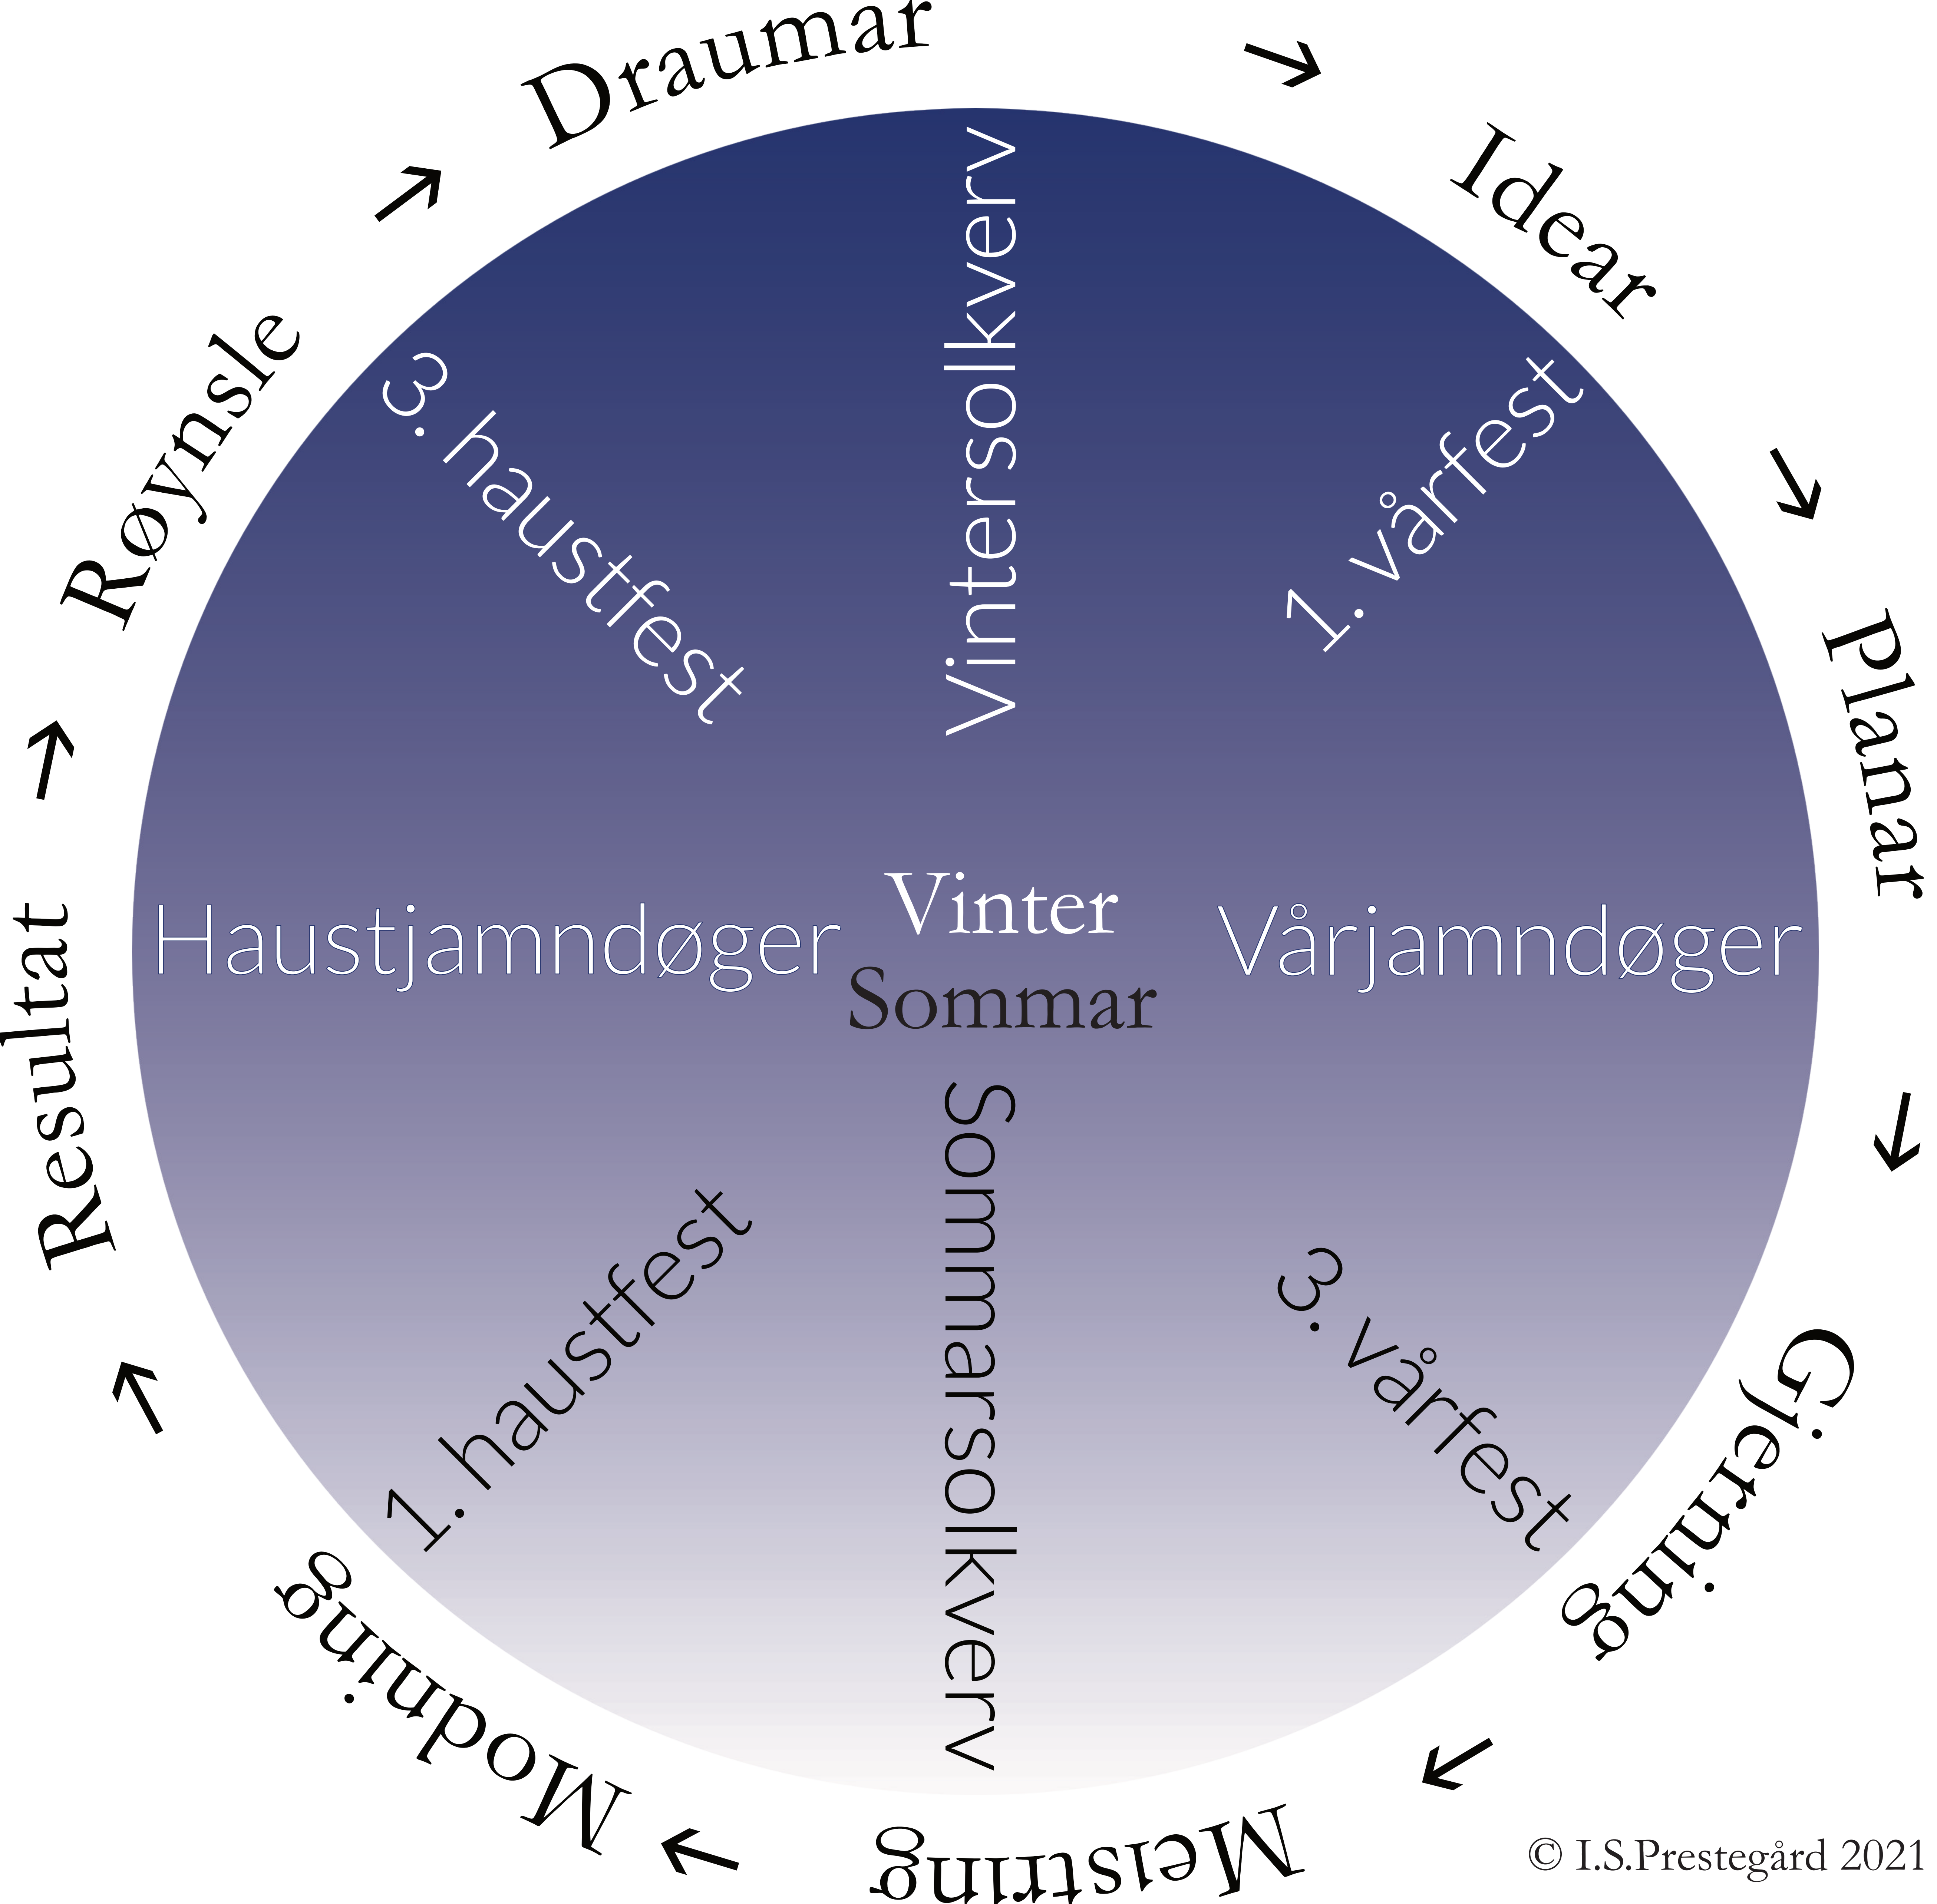 Draumar
→
Idear
→
Planar
→
Gjerning
→
Meistring
→
Modning
→
Resultat
→
Røynsle
→
Vintersolkverv
1. vårfest
Vårjamndøger
3. vårfest
Sommarsolkverv
1. haustfest
Haustjamndøger
3. haustfest
Vinter
Sommar
© I.S.Prestegård 2021